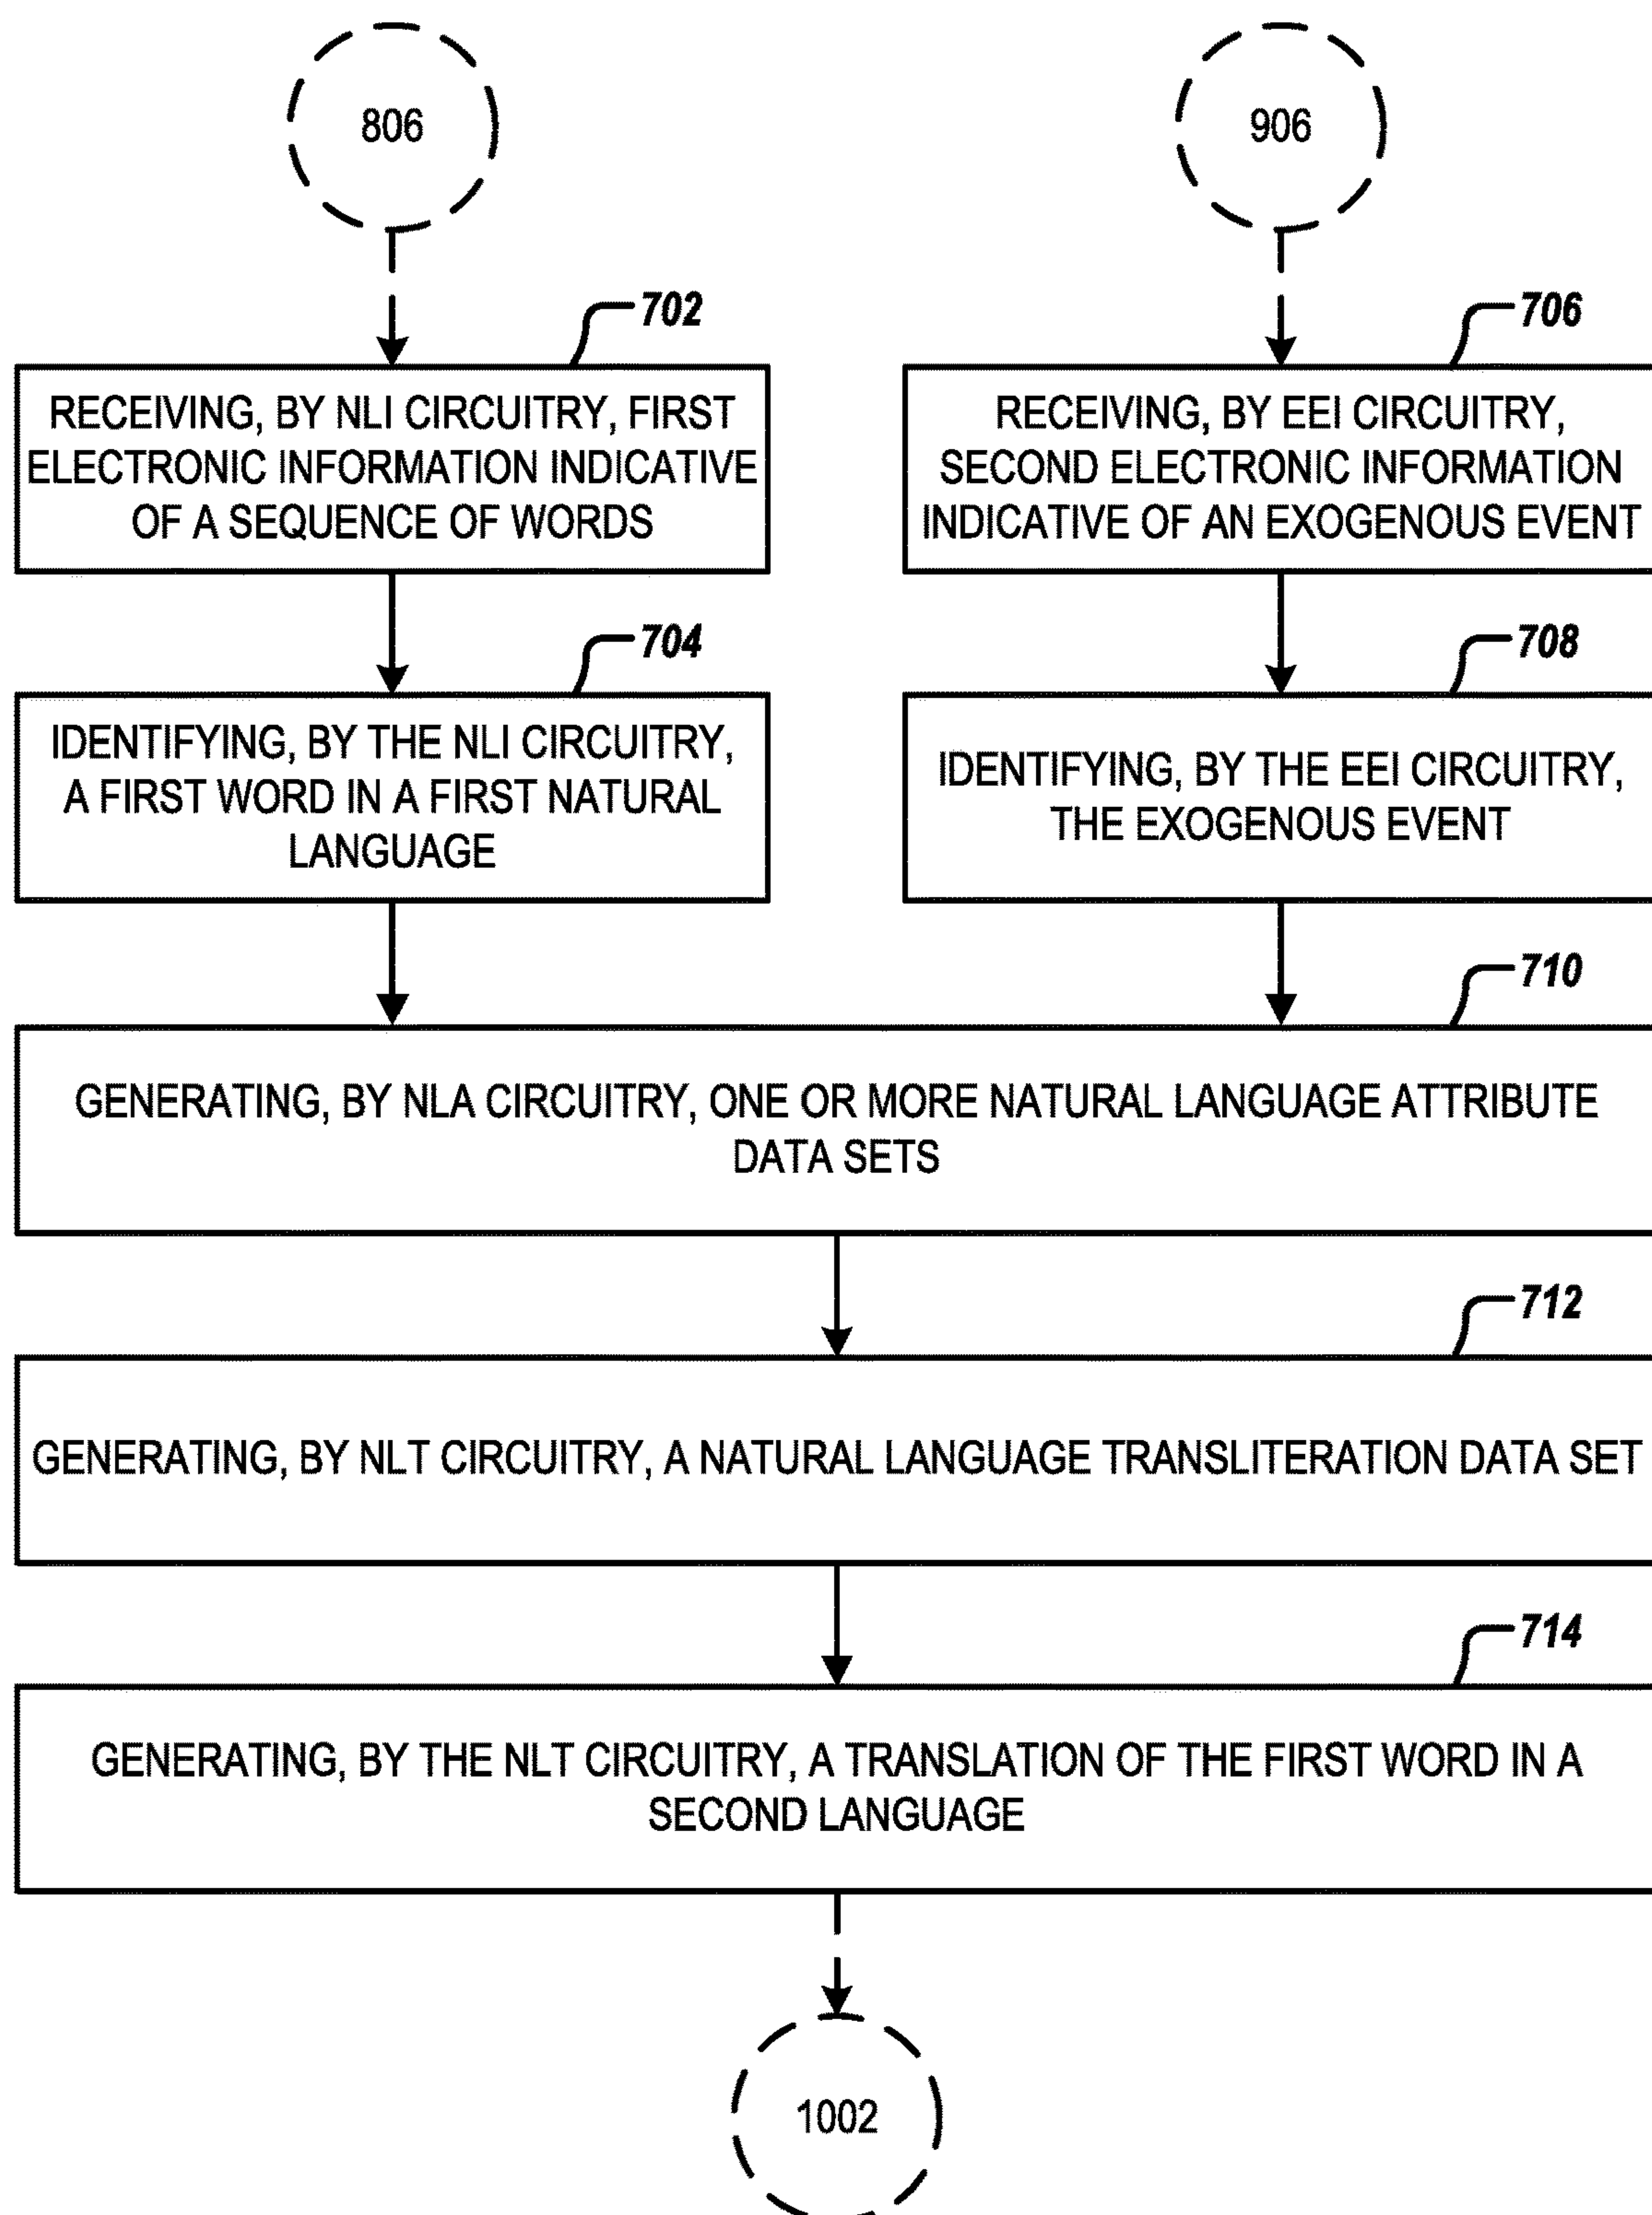 806
906
702
706
RECEIVING, BY NLI CIRCUITRY, FIRST
ELECTRONIC INFORMATION INDICATIVE
OF A SEQUENCE OF WORDS
RECEIVING, BY EEI CIRCUITRY,
SECOND ELECTRONIC INFORMATION
INDICATIVE OF AN EXOGENOUS EVENT
704
708
IDENTIFYING, BY THE NLI CIRCUITRY,
A FIRST WORD IN A FIRST NATURAL
LANGUAGE
IDENTIFYING, BY THE EEI CIRCUITRY,
THE EXOGENOUS EVENT
710
GENERATING, BY NLA CIRCUITRY, ONE OR MORE NATURAL LANGUAGE ATTRIBUTE
DATA SETS
712
GENERATING, BY NLT CIRCUITRY, A NATURAL LANGUAGE TRANSLITERATION DATA SET
714
GENERATING, BY THE NLT CIRCUITRY, A TRANSLATION OF THE FIRST WORD IN A
SECOND LANGUAGE
1002